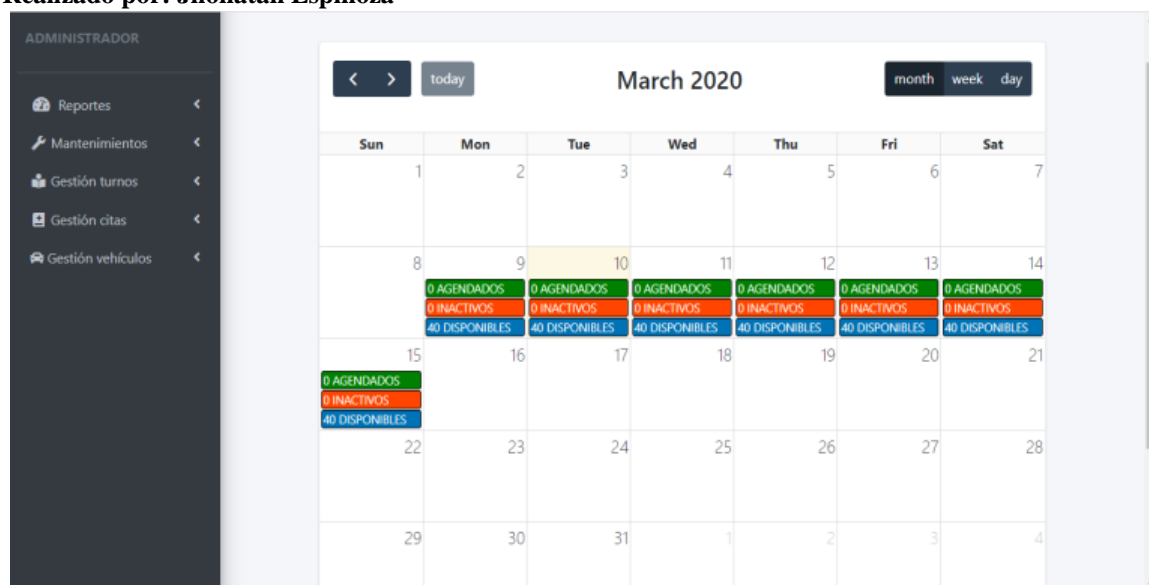 Realizado por: Jhonatan Espinoza
ADMINISTRADOR
Reportes
Mantenimientos
Gestión turnos
Gestión citas
Gestión vehículos
today
March 2020
month week day
Sun Mon Tue Wed Thu Fri Sat
1 2 3 4 5 6 7
8 9 10 11 12 13 14
0 AGENDADOS 0 AGENDADOS 0 AGENDADOS 0 AGENDADOS 0 AGENDADOS 0 AGENDADOS
0 INACTIVOS 0 INACTIVOS 0 INACTIVOS 0 INACTIVOS 0 INACTIVOS 0 INACTIVOS
40 DISPONIBLES 40 DISPONIBLES 40 DISPONIBLES 40 DISPONIBLES 40 DISPONIBLES 40 DISPONIBLES
15 16 17 18 19 20 21
0 AGENDADOS
0 INACTIVOS
40 DISPONIBLES
22 23 24 25 26 27 28
29 30 31 1 2 3 4